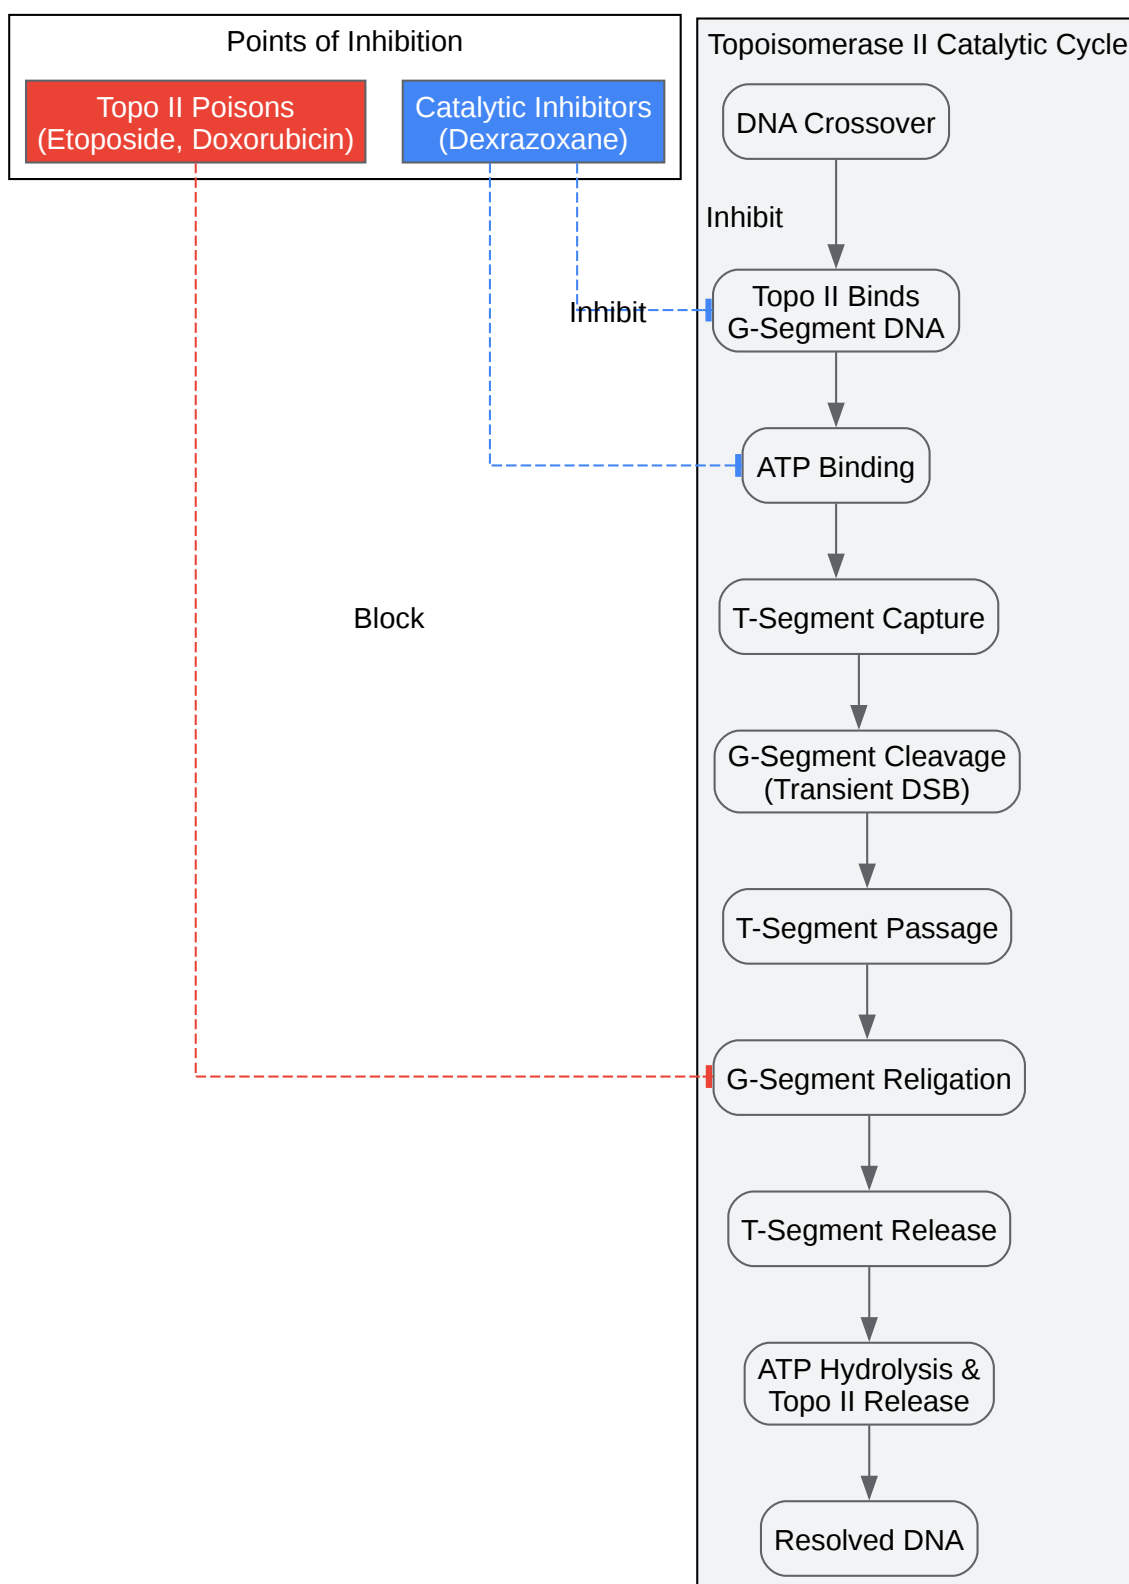 Points of Inhibition
Topo II Poisons
(Etoposide, Doxorubicin)
Catalytic Inhibitors
(Dexrazoxane)
Topoisomerase II Catalytic Cycle
DNA Crossover
Inhibit
Topo II Binds
G-Segment DNA
Inhibit
ATP Binding
T-Segment Capture
Block
G-Segment Cleavage
(Transient DSB)
T-Segment Passage
G-Segment Religation
T-Segment Release
ATP Hydrolysis &
Topo II Release
Resolved DNA